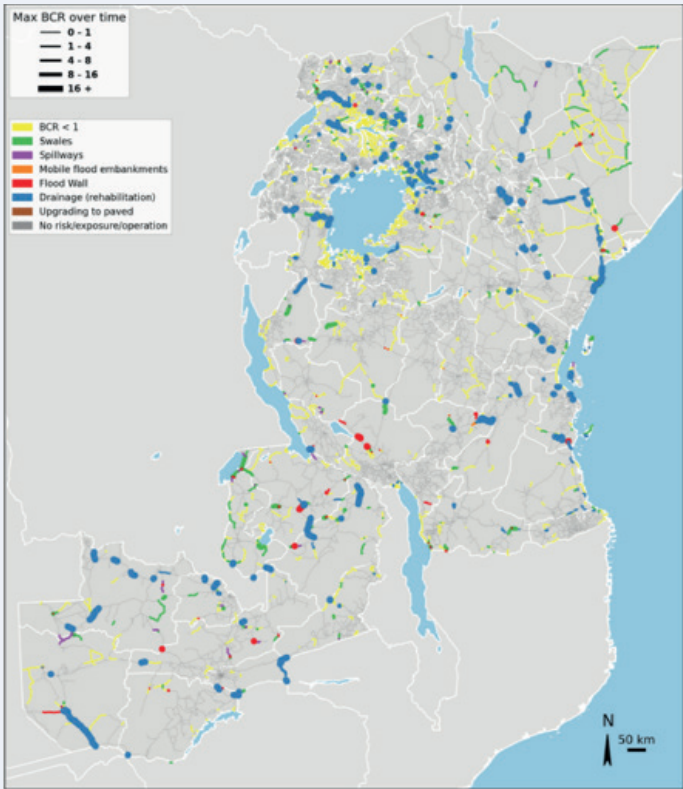 Max BCR over time
0 - 1
1 - 4
4 - 8
8 - 16
16 +
BCR < 1
Swales
Spillways
Mobile flood embankments
Flood Wall
Drainage (rehabilitation)
Upgrading to paved
No risk/exposure/operation
N
50 km